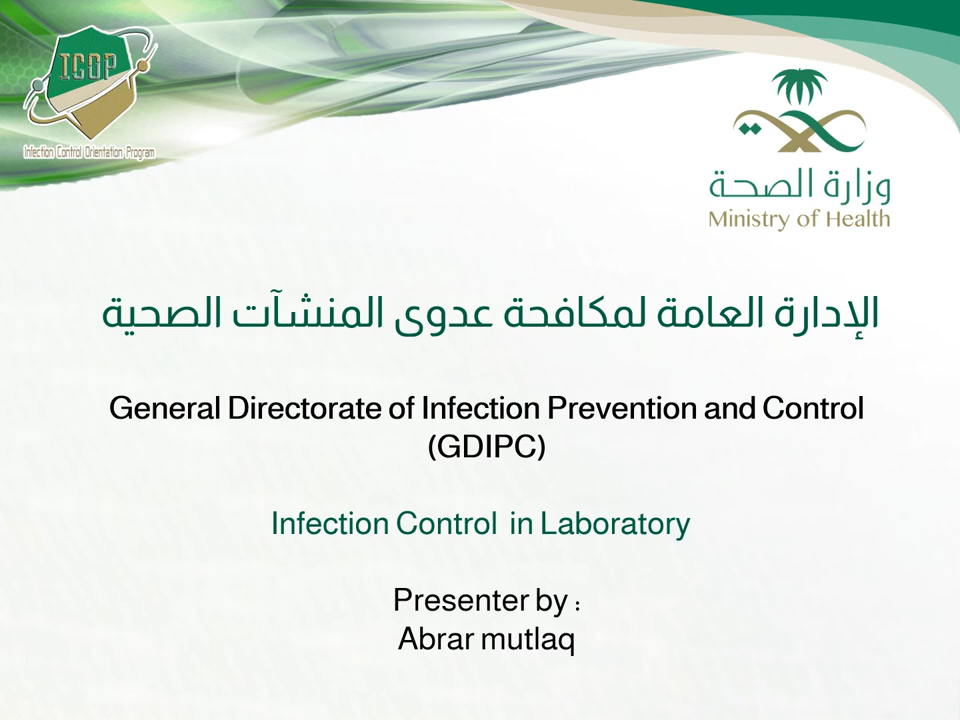 ICOP
Infection Control Orientation Program
وزارة الصحة
Ministry of Health
الإدارة العامة لمكافحة عدوى المنشآت الصحية
General Directorate of Infection Prevention and Control
(GDIPC)
Infection Control in Laboratory
Presenter by :
Abrar mutlaq